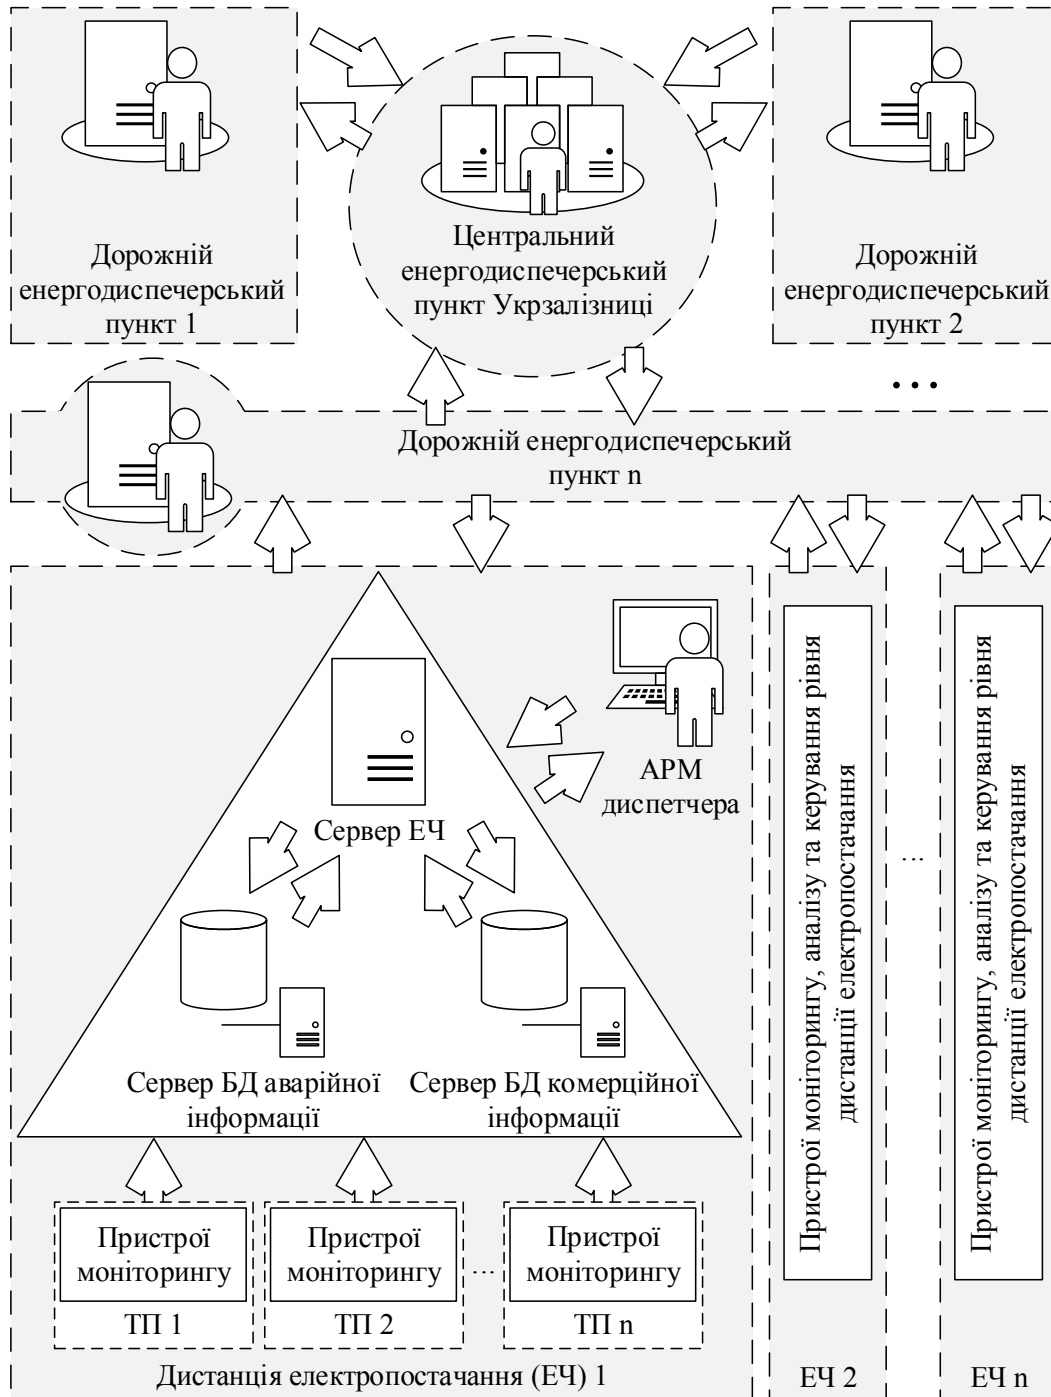 Дорожній
енергодиспечерський
пункт 1
Центральний
енергодиспечерський
пункт Укрзалізниці
Дорожній
енергодиспечерський
пункт 2
...
Дорожній енергодиспечерський
пункт n
АРМ
диспетчера
Сервер ЕЧ
Сервер БД аварійної
інформації
Сервер БД комерційної
інформації
Пристрої
моніторингу
ТП 1
Пристрої
моніторингу
ТП 2
...
Пристрої
моніторингу
ТП n
Дистанція електропостачання (ЕЧ) 1
Пристрої моніторингу, аналізу та керування рівня
дистанції електропостачання
ЕЧ 2
...
Пристрої моніторингу, аналізу та керування рівня
дистанції електропостачання
ЕЧ n